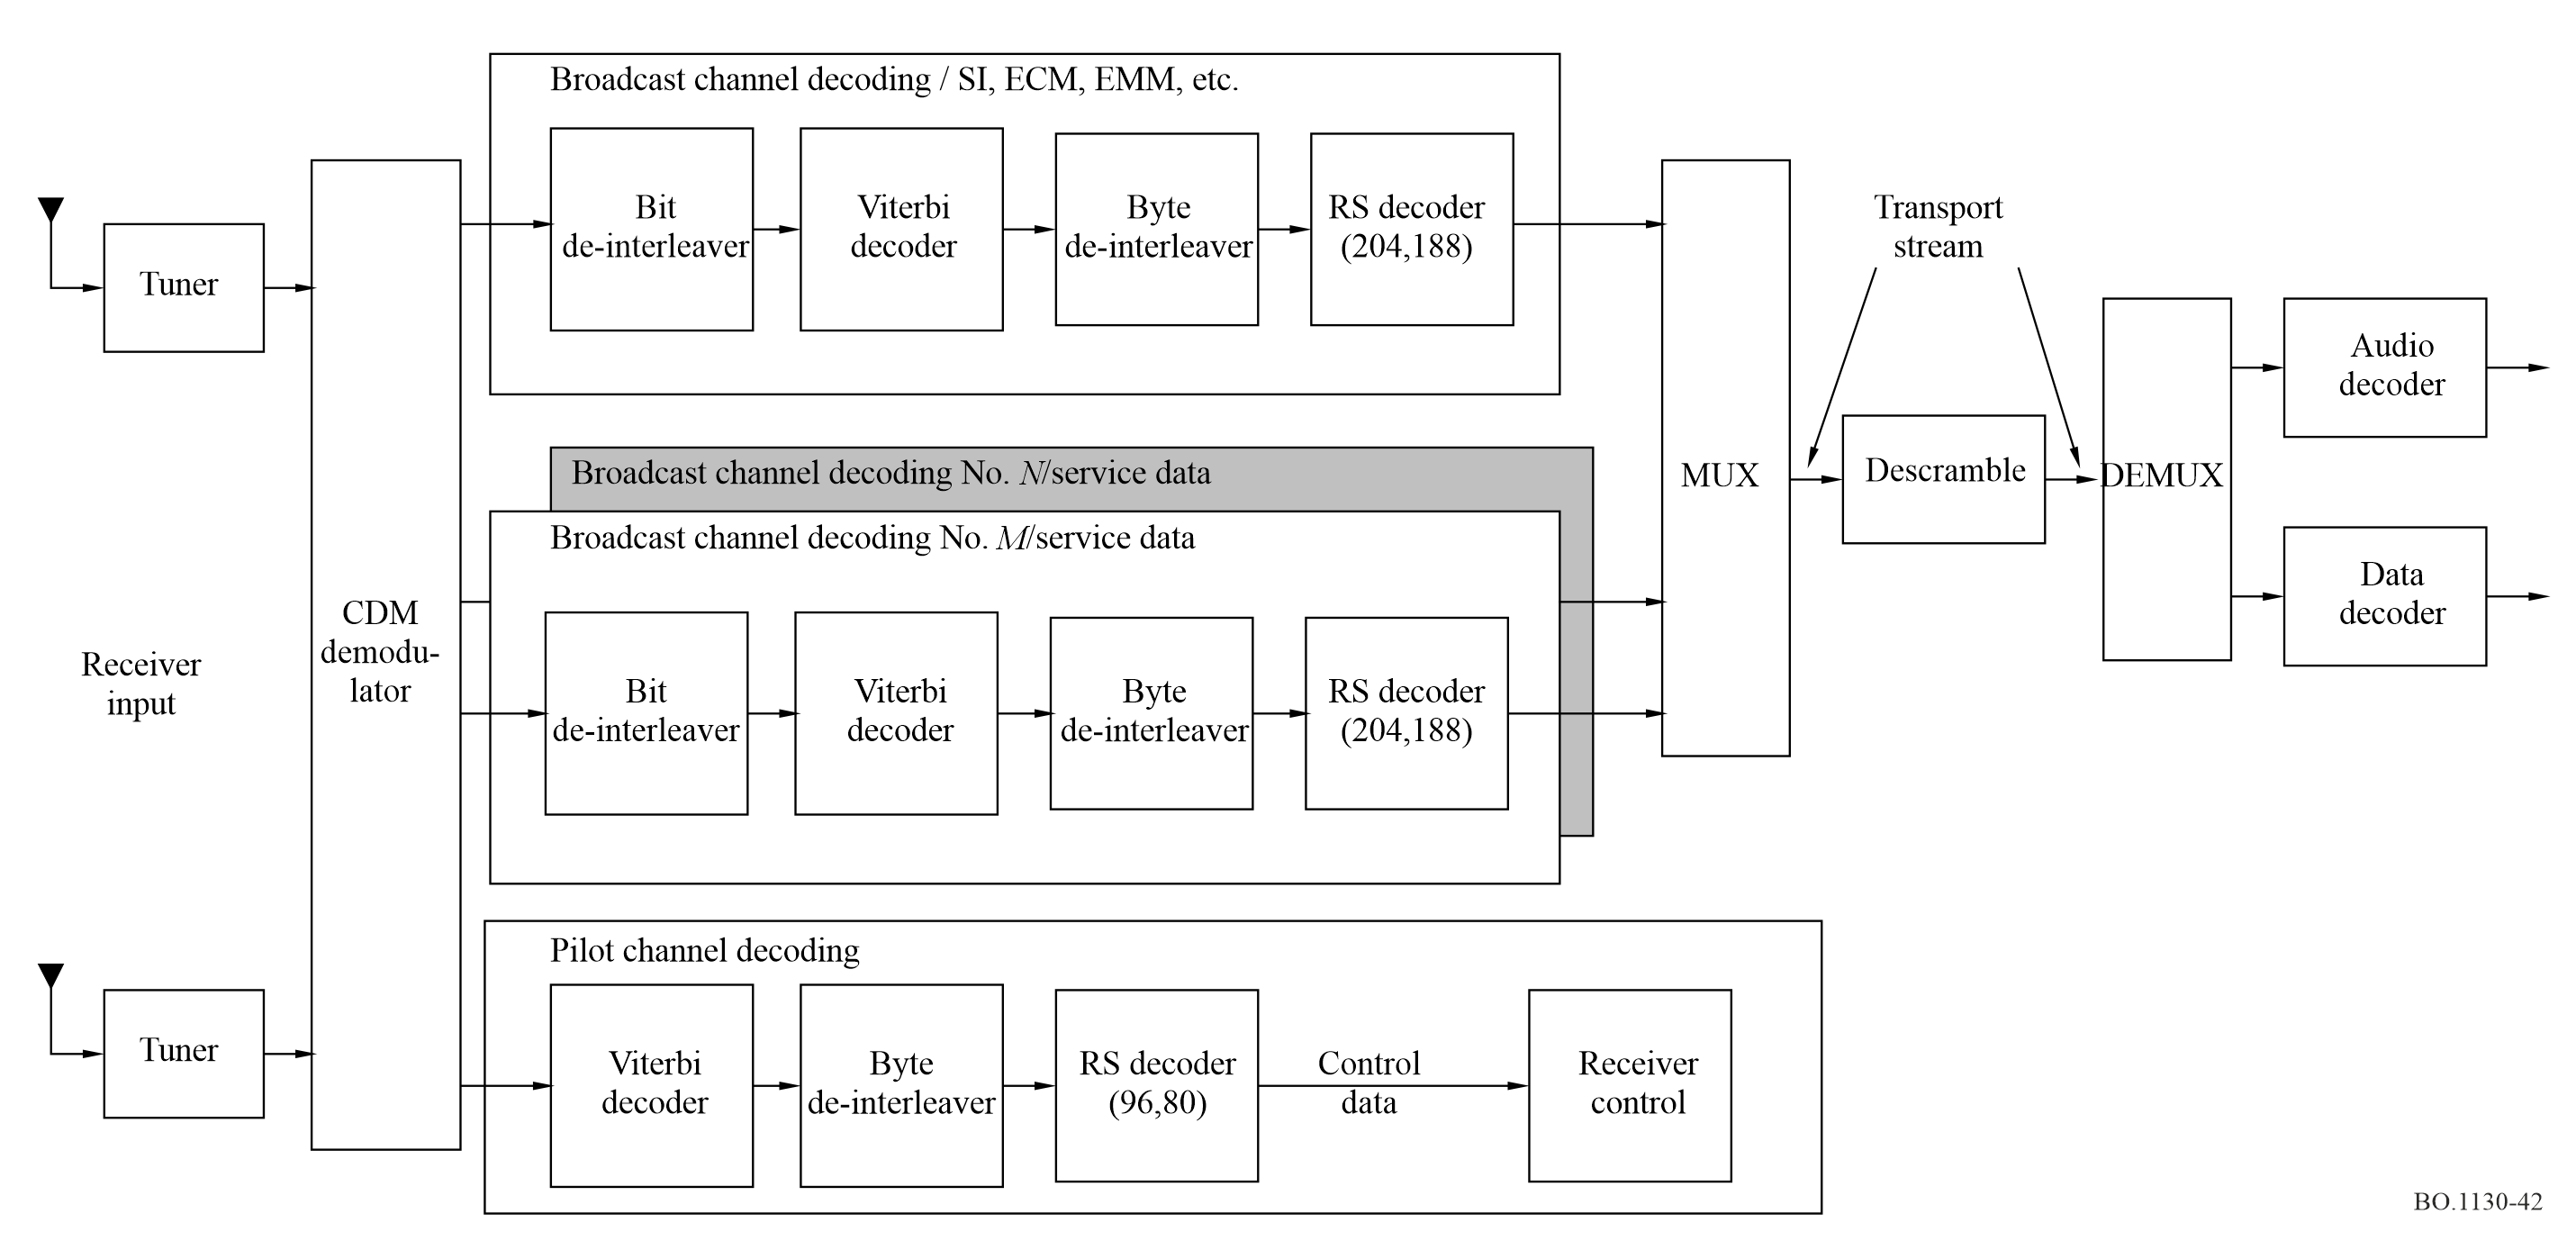 Broadcast channel decoding / SI, ECM, EMM, etc.
Bit
de-interleaver
Viterbi
decoder
Byte
de-interleaver
RS decoder
(204,188)
Tuner
Transport
stream
Audio
decoder
Broadcast channel decoding No. N/service data
MUX
Descramble
DEMUX
Broadcast channel decoding No. M/service data
Data
decoder
CDM
demodu-
lator
Receiver
input
Bit
de-interleaver
Viterbi
decoder
Byte
de-interleaver
RS decoder
(204,188)
Pilot channel decoding
Tuner
Viterbi
decoder
Byte
de-interleaver
RS decoder
(96,80)
Control
data
Receiver
control
BO.1130-42